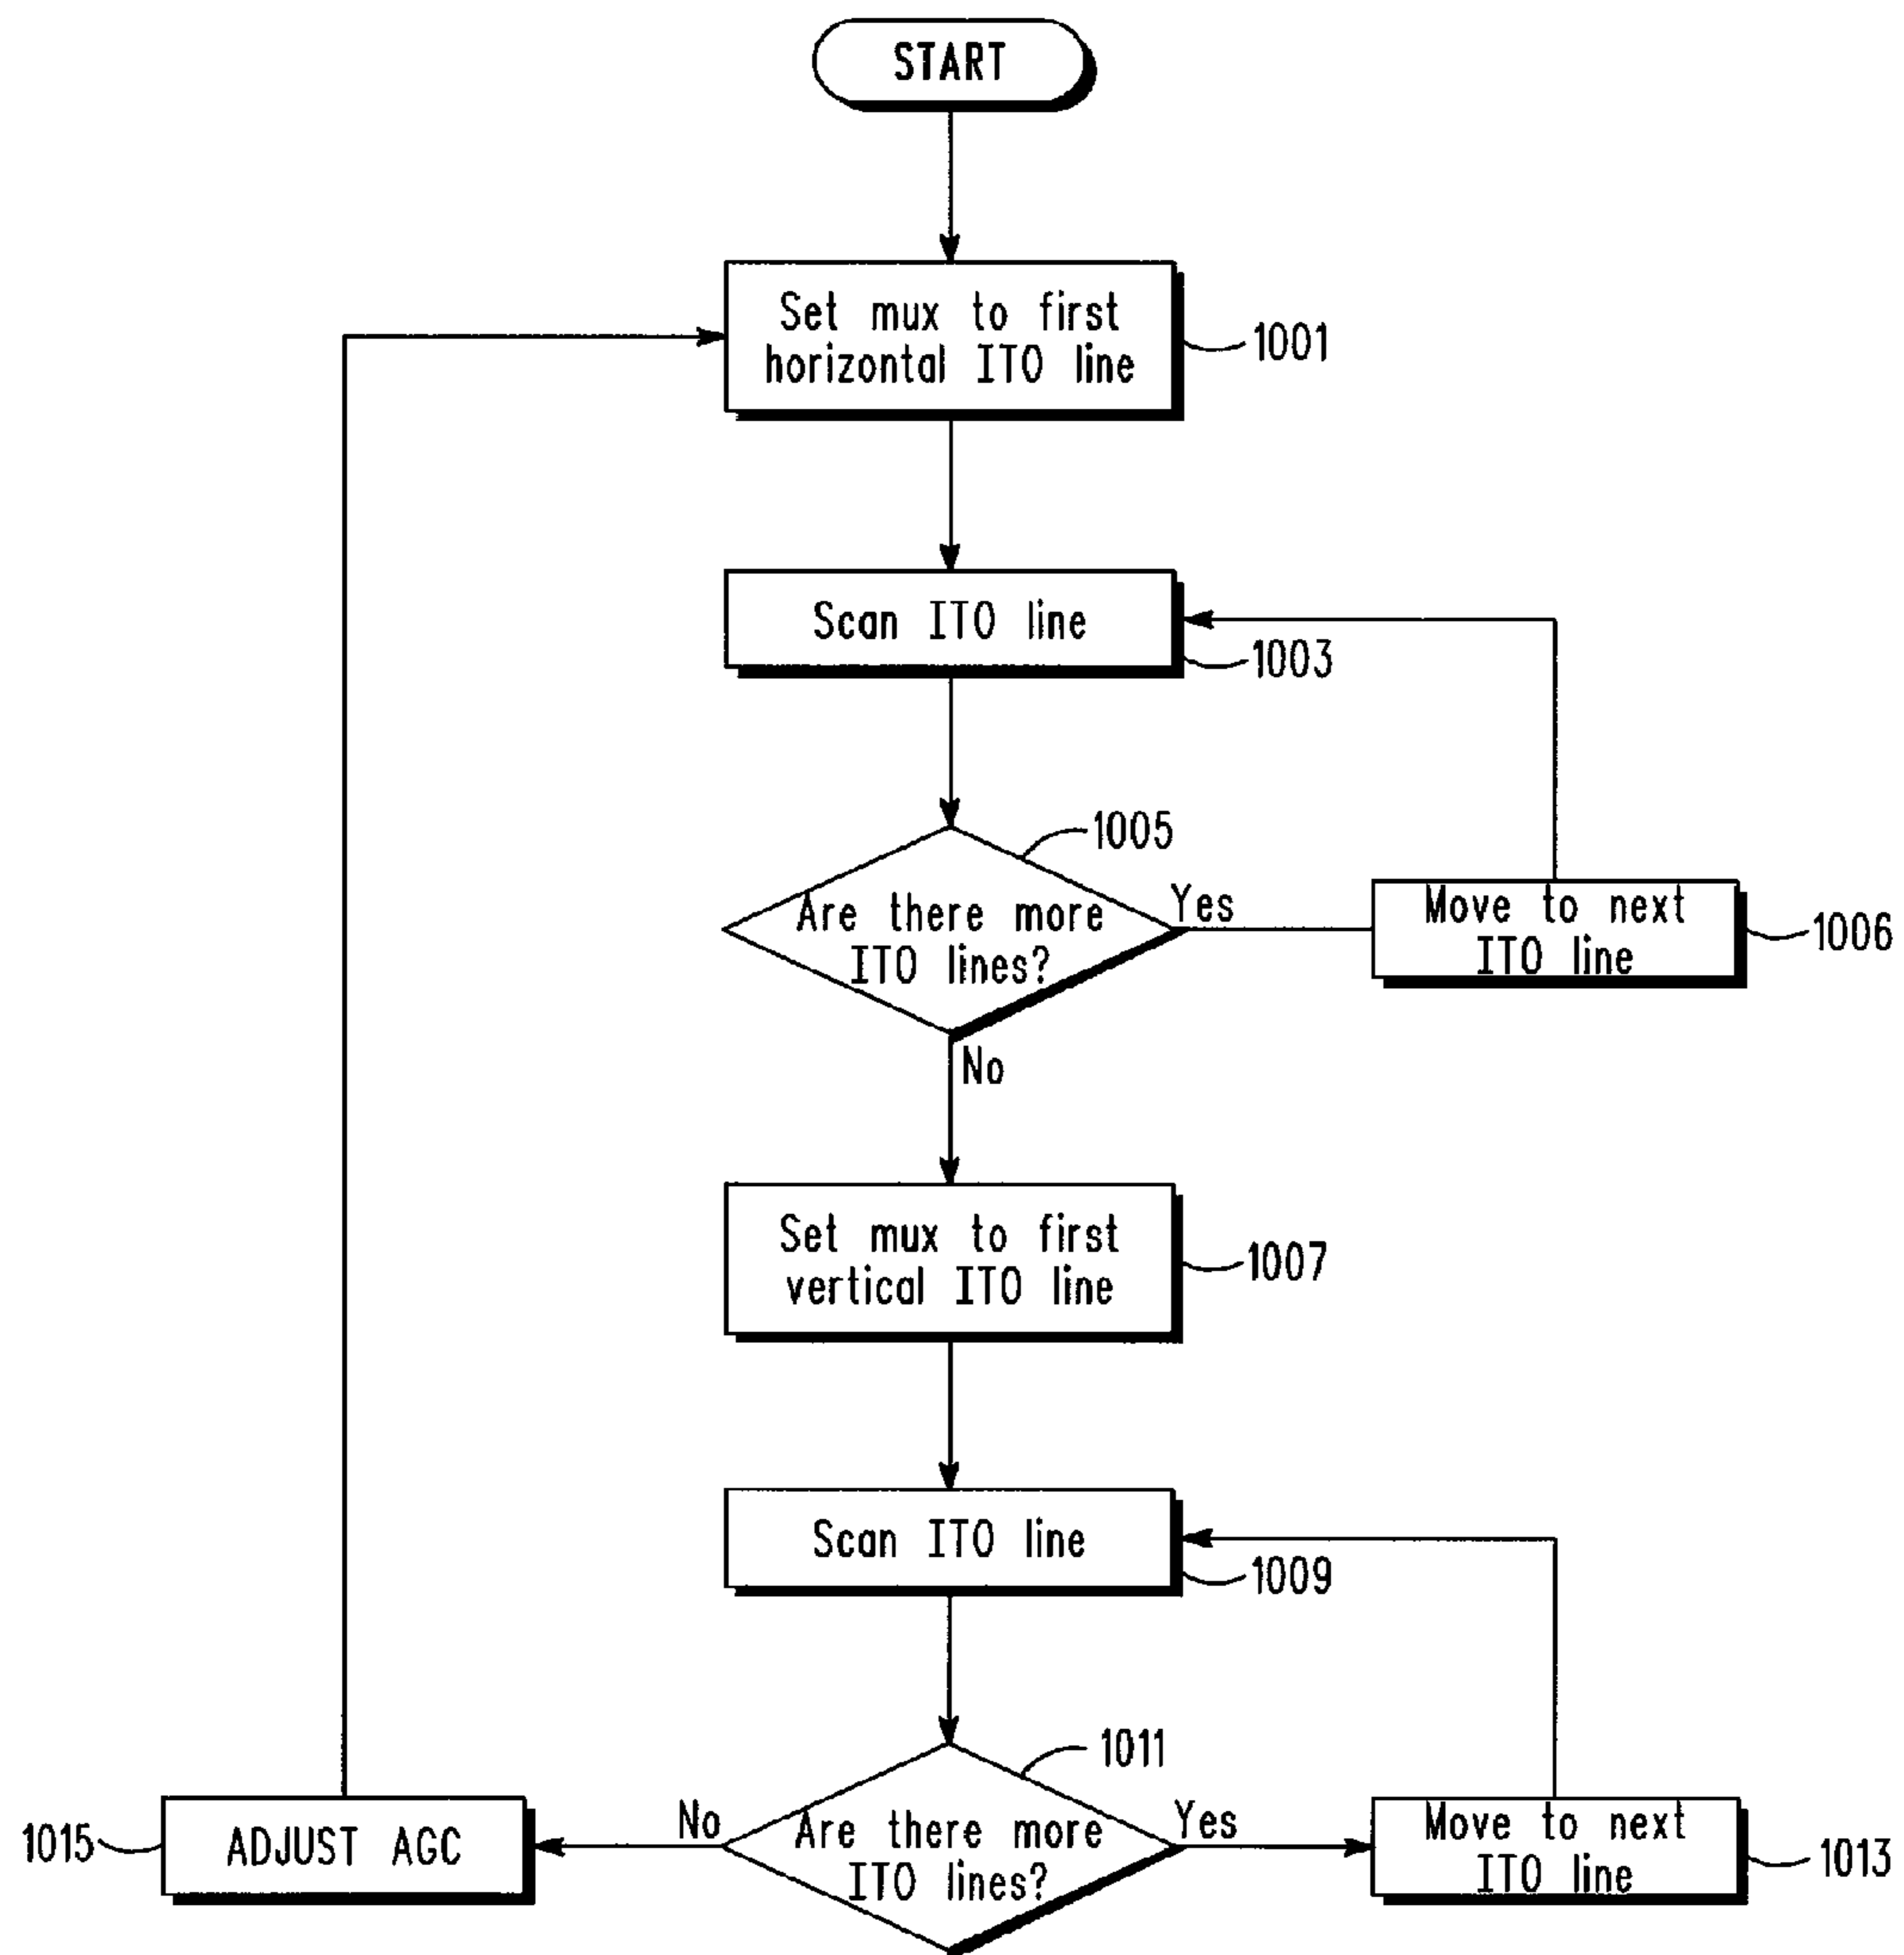 START
Set mux to first
horizontal ITO line
1001
Scan ITO line
1003
1005
Are there more
ITO lines?
Yes
Move to next
ITO line
1006
No
Set mux to first
vertical ITO line
1007
Scan ITO line
1009
1011
Are there more
ITO lines?
Yes
Move to next
ITO line
1013
No
ADJUST AGC
1015